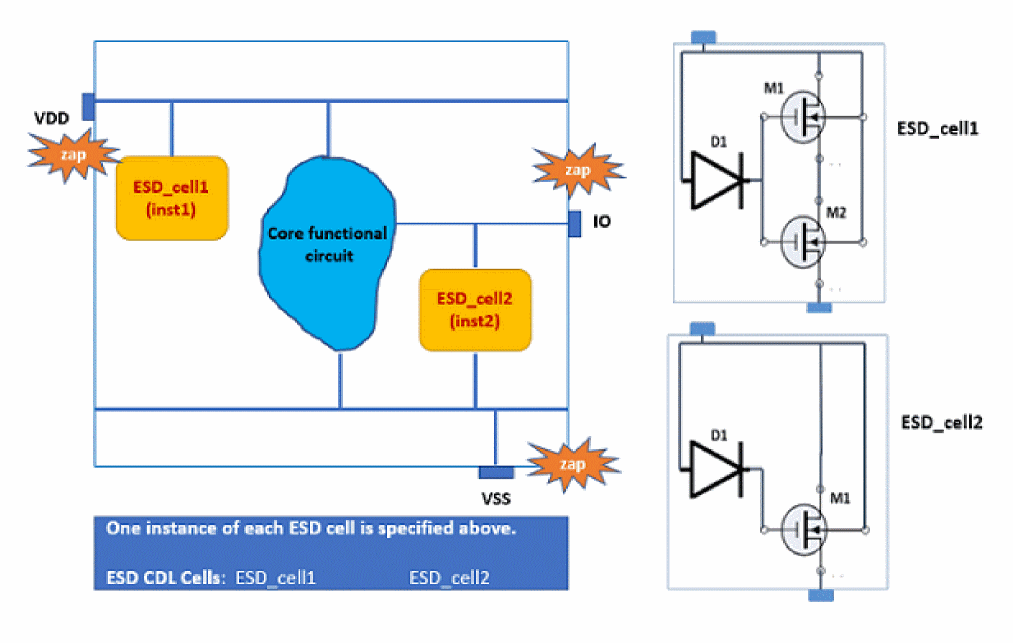 VDD
zap
ESD_cell1
(inst1)
Core functional
circuit
zap
IO
ESD_cell2
(inst2)
zap
VSS
One instance of each ESD cell is specified above.
ESD CDL Cells: ESD_cell1 ESD_cell2
M1
D1
M2
ESD_cell1
D1
M1
ESD_cell2